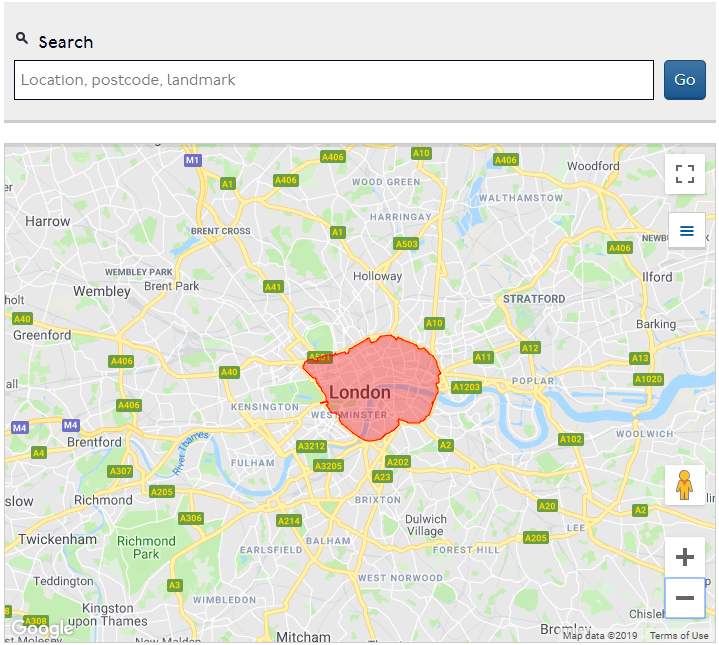 Search
Location, postcode, landmark
Go
M1
A406
A10
A406
Woodford
A1
A406
WOOD GREEN
WALTHAMSTOW
Harrow
HARRINGAY
BRENT CROSS
A1
A503
A406
WEMBLEY PARK
Holloway
Ilford
Wembley
Brent Park
A41
STRATFORD
holt
A40
Greenford
A10
Barking
A12
A406
A501
A11
A13
A40
all
London
A1203
POPLAR
A1020
A406
KENSINGTON
WESTMINSTER
M4
M4
Brentford
WOOLWICH
A4
River Thames
A3212
A2
A102
FULHAM
A3205
A202
A307
A23
slow
Richmond
A205
BRIXTON
A20
A2
A306
A214
Dulwich
Village
LEE
Twickenham
Richmond
Park
BALHAM
A205
EARLSFIELD
FOREST HILL
Teddington
A3
WEST NORWOOD
WIMBLEDON
Kingston
upon Thames
A308
Google
st Molesey
New Malden
Mitcham
Bromley
Map data ©2019
Terms of Use